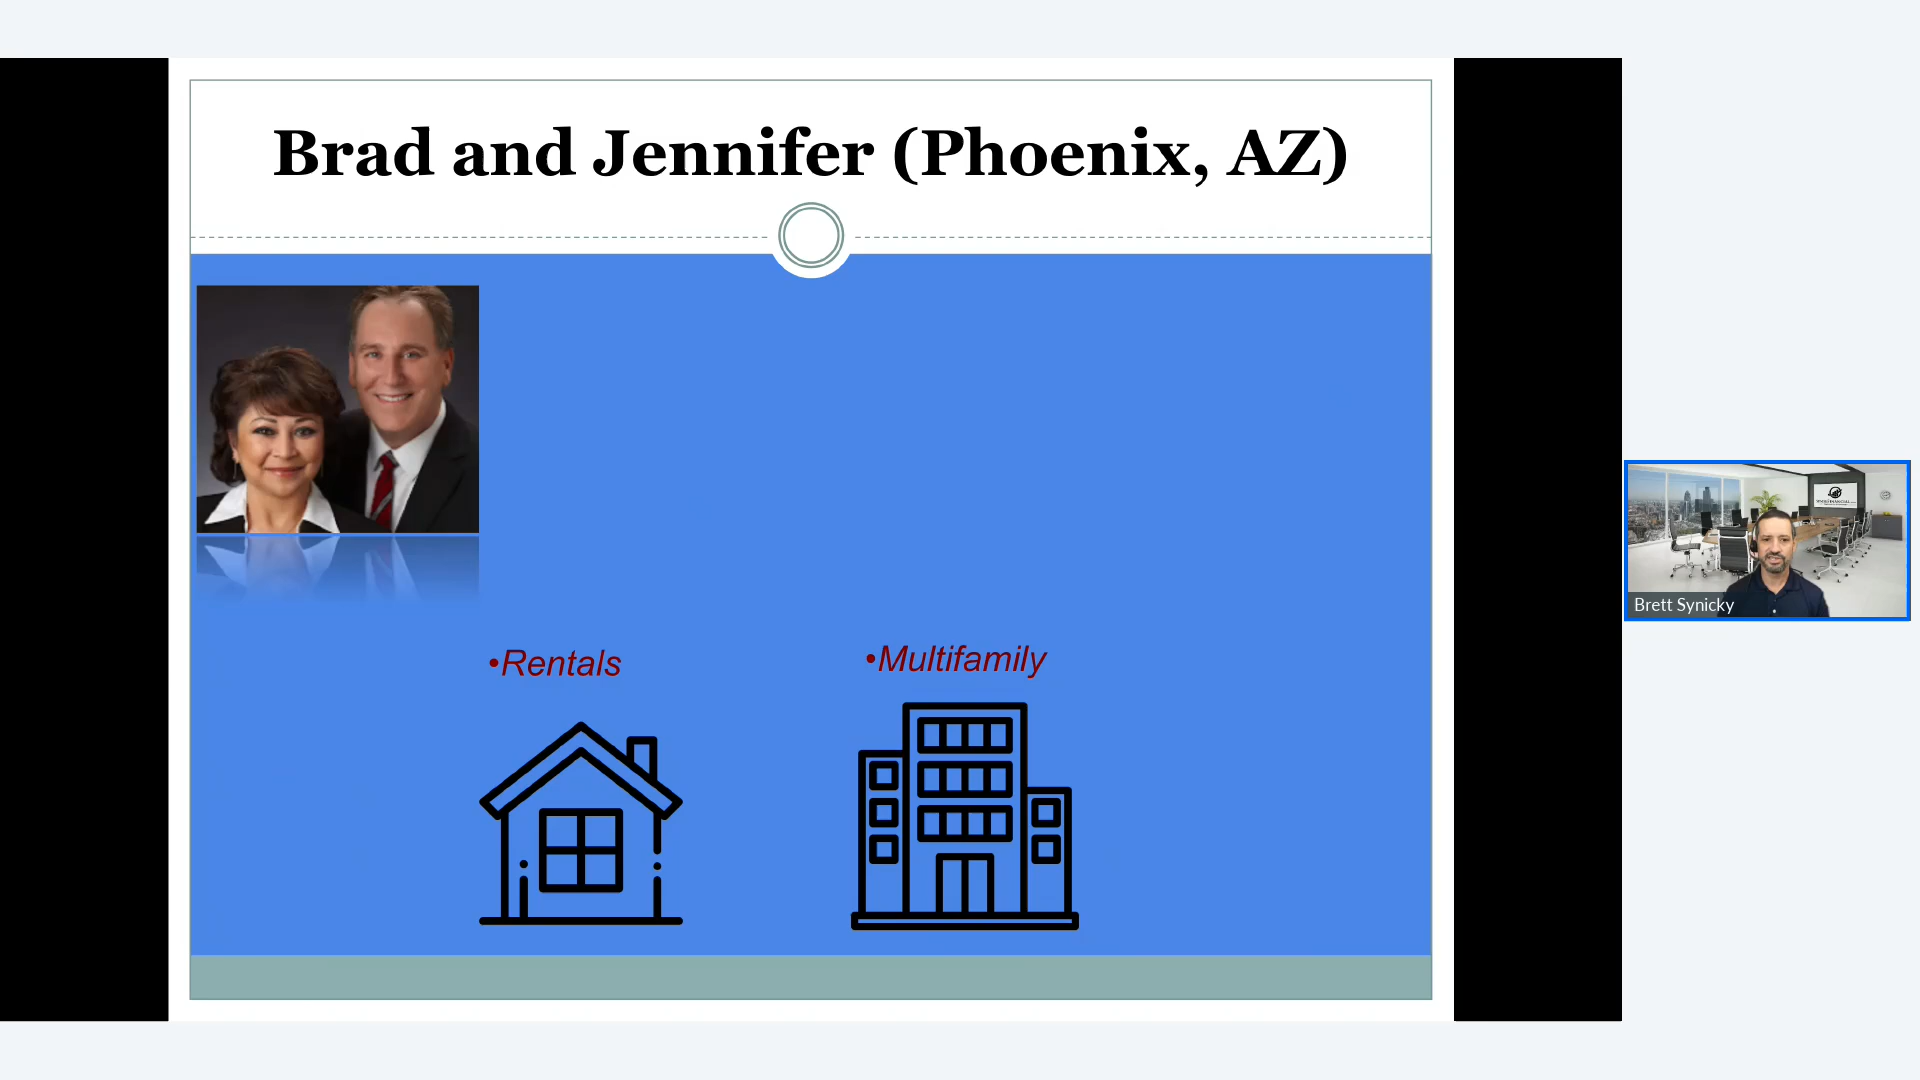 Brad and Jennifer (Phoenix, AZ)
•Rentals
•Multifamily
Brett Synicky